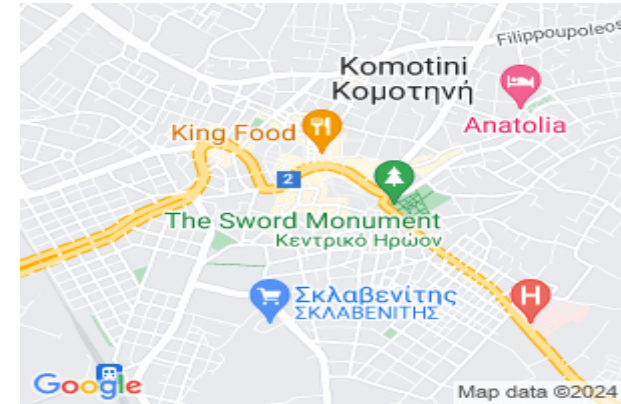 Filippoupoleos
Komotini
Κομοτηνή
Anatolia
King Food
2
The Sword Monument
Κεντρικό Ηρώον
Σκλαβενίτης
ΣΚΛΑΒΕΝΙΤΗΣ
H
Google
Map data ©2024